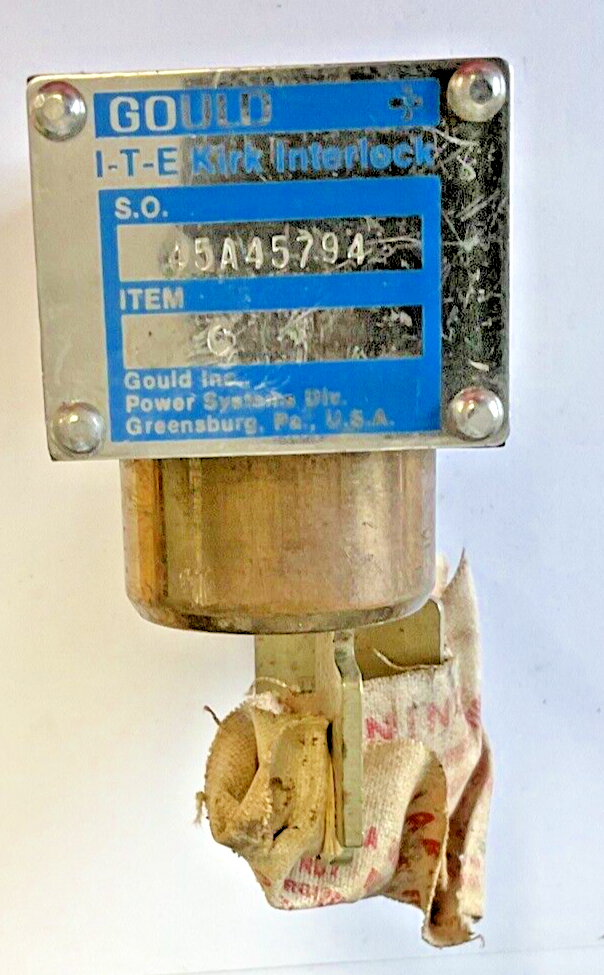 GOULD
I-T-E Kirk Interlock
S.O.
45A45794
ITEM
C
Gould Inc.,
Power Systems Div.
Greensburg, Pa., U.S.A.